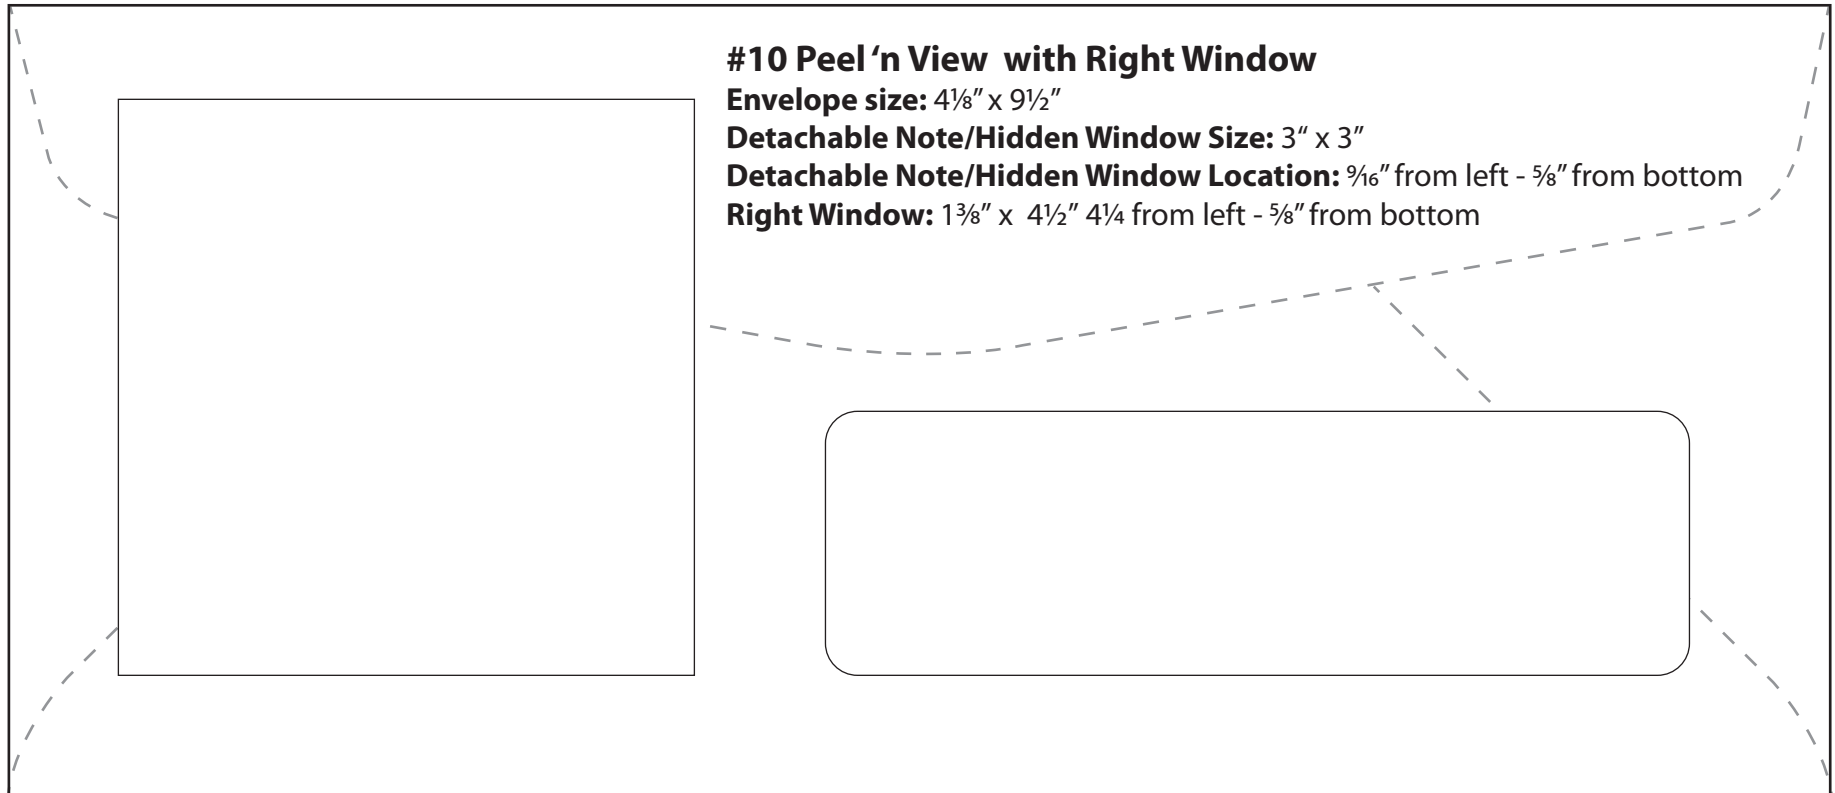 #10 Peel ‘n View  with Right Window
Envelope size: 4⅛” x 9½”
Detachable Note/Hidden Window Size: 3“ x 3”
Detachable Note/Hidden Window Location: 9⁄16” from left - ⅝” from bottom
Right Window: 1⅜” x  4½” 4¼ from left - ⅝” from bottom